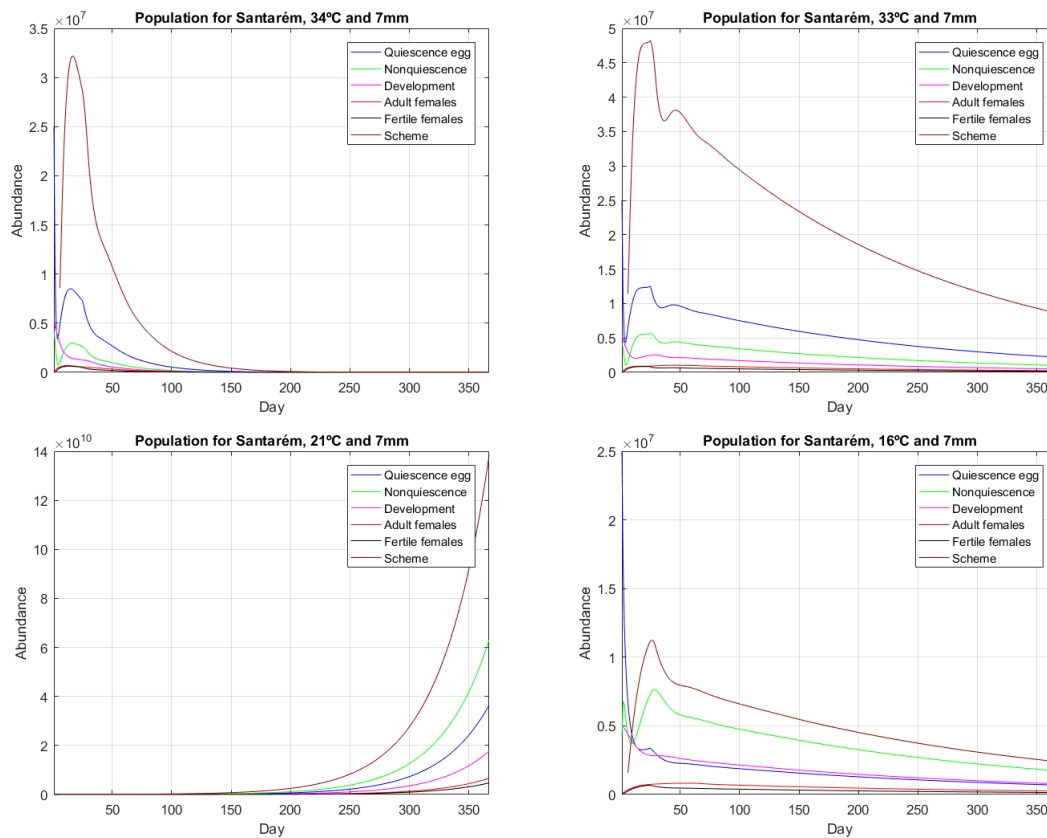 Population for Santarém, 34ºC and 7mm
×10^7
3.5
3
2.5
2
1.5
1
0.5
0
50
100
150
200
250
300
350
Abundance
Day
Quiescence egg
Nonquiescence
Development
Adult females
Fertile females
Scheme
Population for Santarém, 33ºC and 7mm
×10^7
5
4.5
4
3.5
3
2.5
2
1.5
1
0.5
0
50
100
150
200
250
300
350
Abundance
Day
Quiescence egg
Nonquiescence
Development
Adult females
Fertile females
Scheme
Population for Santarém, 21ºC and 7mm
×10^10
14
12
10
8
6
4
2
0
50
100
150
200
250
300
350
Abundance
Day
Quiescence egg
Nonquiescence
Development
Adult females
Fertile females
Scheme
Population for Santarém, 16ºC and 7mm
×10^7
2.5
2
1.5
1
0.5
0
50
100
150
200
250
300
350
Abundance
Day
Quiescence egg
Nonquiescence
Development
Adult females
Fertile females
Scheme